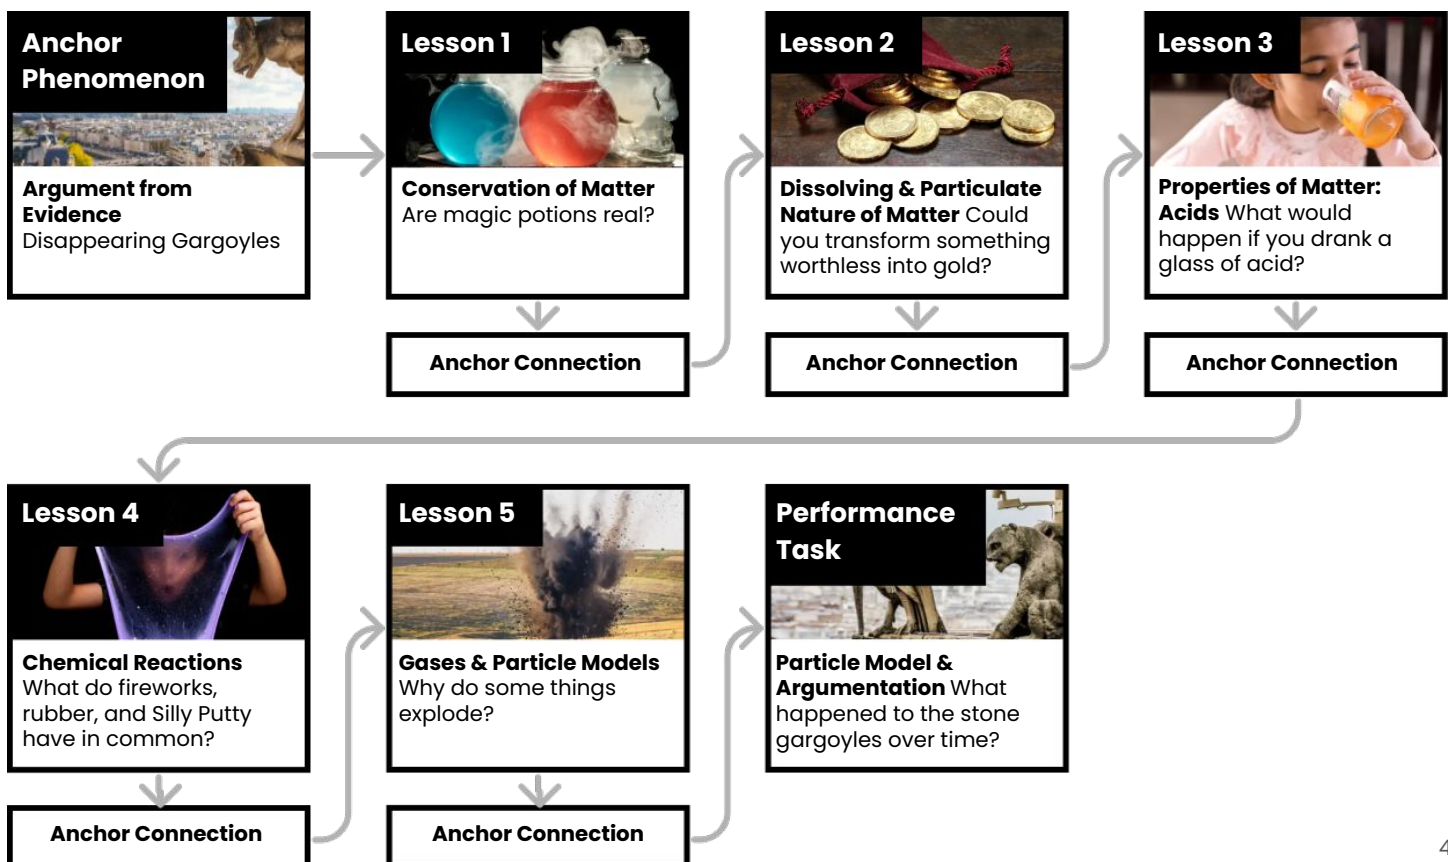 Anchor
Phenomenon
Argument from
Evidence
Disappearing Gargoyles
Lesson 1
Conservation of Matter
Are magic potions real?
Anchor Connection
Lesson 2
Dissolving & Particulate
Nature of Matter Could
you transform something
worthless into gold?
Anchor Connection
Lesson 3
Properties of Matter:
Acids What would
happen if you drank a
glass of acid?
Anchor Connection
Lesson 4
Chemical Reactions
What do fireworks,
rubber, and Silly Putty
have in common?
Anchor Connection
Lesson 5
Gases & Particle Models
Why do some things
explode?
Anchor Connection
Performance
Task
Particle Model &
Argumentation What
happened to the stone
gargoyles over time?
4